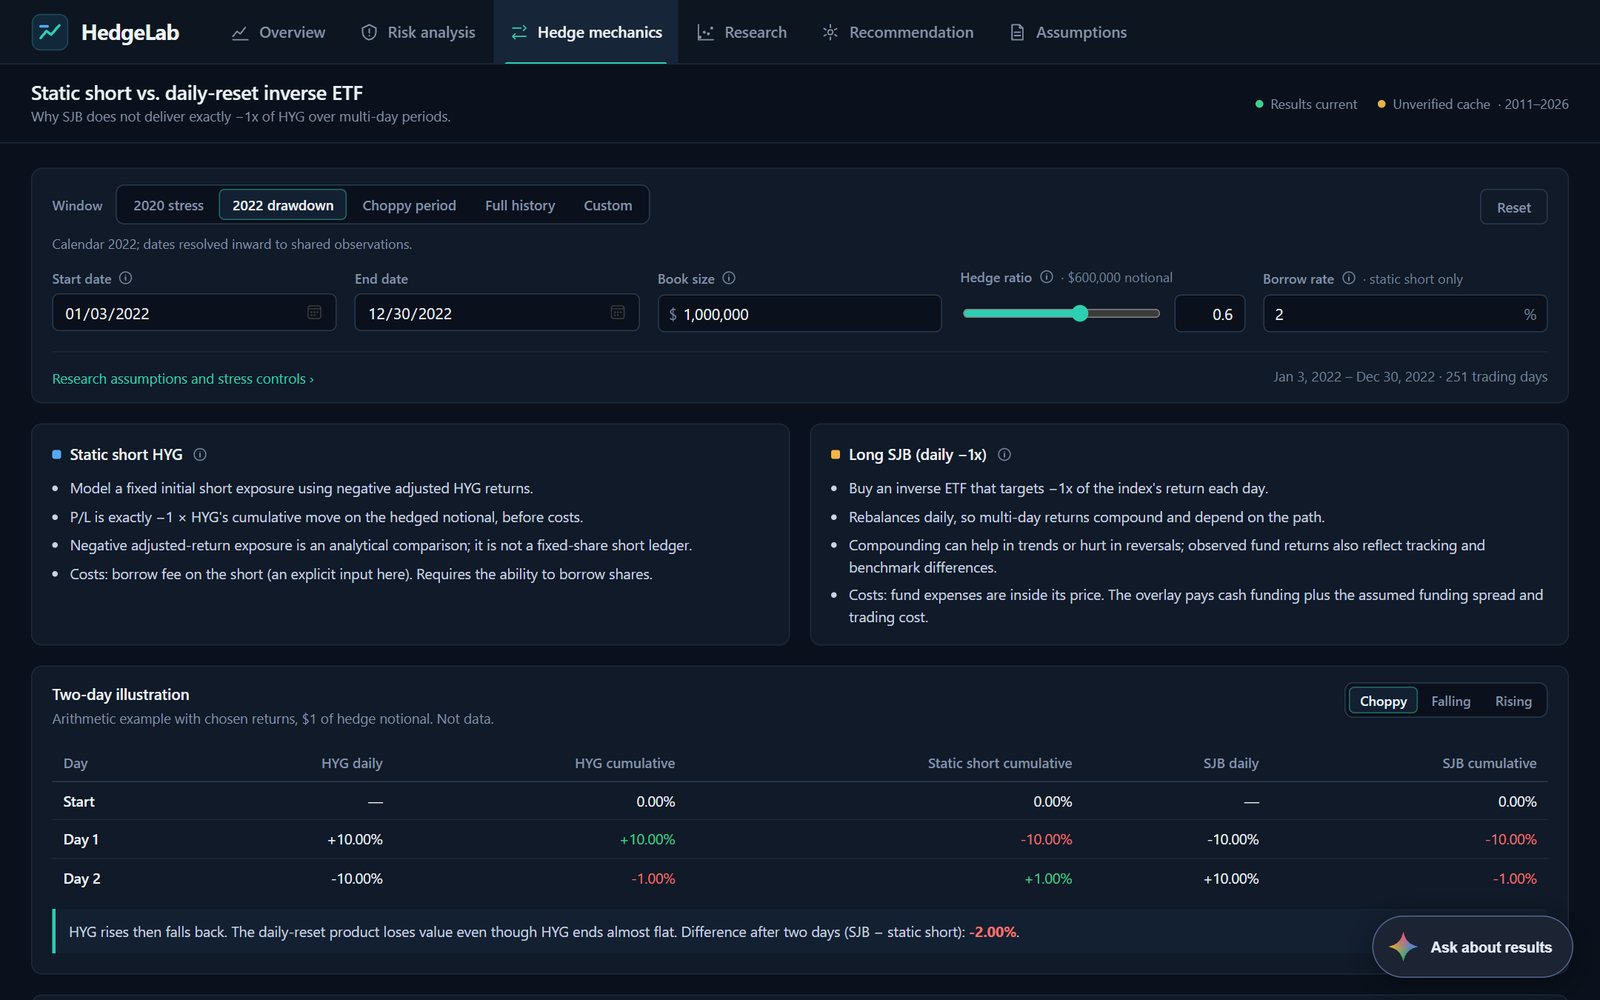 HedgeLab
Overview
Risk analysis
Hedge mechanics
Research
Recommendation
Assumptions
Static short vs. daily-reset inverse ETF
Why SJB does not deliver exactly −1x of HYG over multi-day periods.
Results current
Unverified cache · 2011–2026
Window
2020 stress
2022 drawdown
Choppy period
Full history
Custom
Reset
Calendar 2022; dates resolved inward to shared observations.
Start date
End date
Book size
Hedge ratio · $600,000 notional
Borrow rate · static short only
01/03/2022
12/30/2022
$ 1,000,000
0.6
2 %
Research assumptions and stress controls ›
Jan 3, 2022 – Dec 30, 2022 · 251 trading days
Static short HYG
• Model a fixed initial short exposure using negative adjusted HYG returns.
• P/L is exactly −1 × HYG's cumulative move on the hedged notional, before costs.
• Negative adjusted-return exposure is an analytical comparison; it is not a fixed-share short ledger.
• Costs: borrow fee on the short (an explicit input here). Requires the ability to borrow shares.
Long SJB (daily −1x)
• Buy an inverse ETF that targets −1x of the index's return each day.
• Rebalances daily, so multi-day returns compound and depend on the path.
• Compounding can help in trends or hurt in reversals; observed fund returns also reflect tracking and
benchmark differences.
• Costs: fund expenses are inside its price. The overlay pays cash funding plus the assumed funding spread and
trading cost.
Two-day illustration
Arithmetic example with chosen returns, $1 of hedge notional. Not data.
Choppy
Falling
Rising
Day HYG daily HYG cumulative Static short cumulative SJB daily SJB cumulative
Start — 0.00% 0.00% — 0.00%
Day 1 +10.00% +10.00% -10.00% -10.00% -10.00%
Day 2 -10.00% -1.00% +1.00% +10.00% -1.00%
HYG rises then falls back. The daily-reset product loses value even though HYG ends almost flat. Difference after two days (SJB − static short): -2.00%.
Ask about results